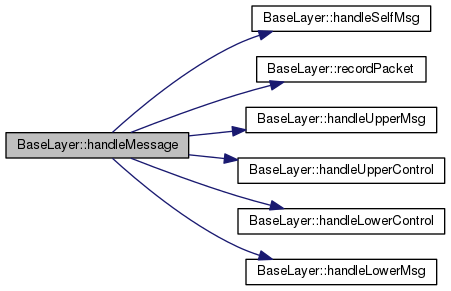 BaseLayer::handleSelfMsg
BaseLayer::recordPacket
BaseLayer::handleUpperMsg
BaseLayer::handleMessage
BaseLayer::handleUpperControl
BaseLayer::handleLowerControl
BaseLayer::handleLowerMsg